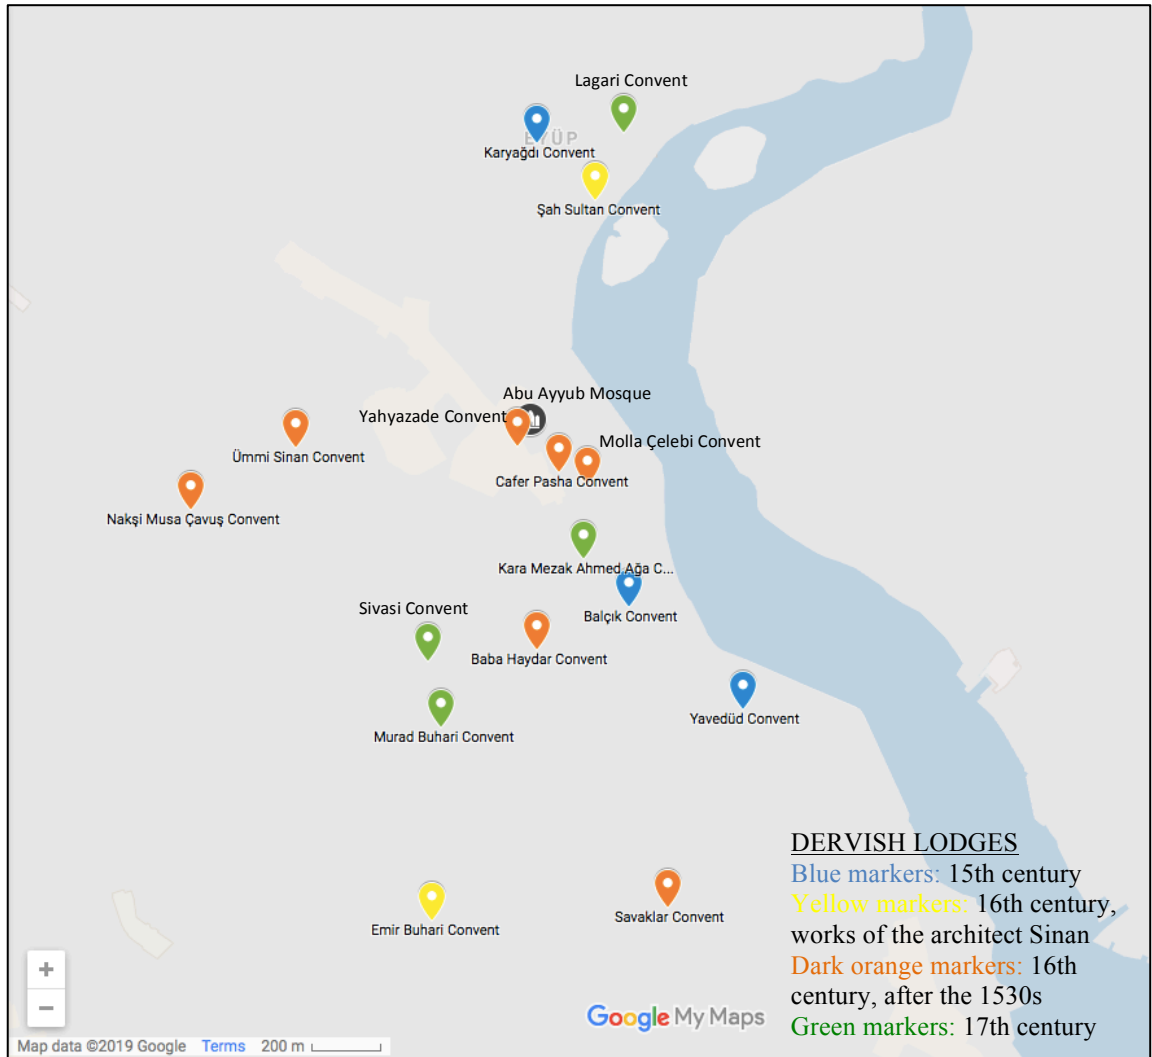 Lagari Convent
EYÜP
Karyağdı Convent
Şah Sultan Convent
Abu Ayyub Mosque
Yahyazade Convent
Molla Çelebi Convent
Ümmi Sinan Convent
Cafer Pasha Convent
Nakşi Musa Çavuş Convent
Kara Mezak Ahmed Ağa C...
Balçık Convent
Sivasi Convent
Baba Haydar Convent
Yavedüd Convent
Murad Buhari Convent
Savaklar Convent
Emir Buhari Convent
DERVISH LODGES
Blue markers: 15th century
Yellow markers: 16th century,
works of the architect Sinan
Dark orange markers: 16th
century, after the 1530s
Green markers: 17th century
+
−
Google My Maps
Map data ©2019 Google Terms 200 m